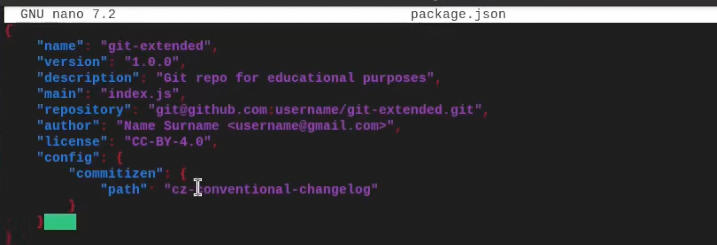 GNU nano 7.2 package.json
{
"name": "git-extended",
"version": "1.0.0",
"description": "Git repo for educational purposes",
"main": "index.js",
"repository": "git@github.com:username/git-extended.git",
"author": "Name Surname <username@gmail.com>",
"license": "CC-BY-4.0",
"config": {
"commitizen": {
"path": "cz-conventional-changelog"
}
}
}